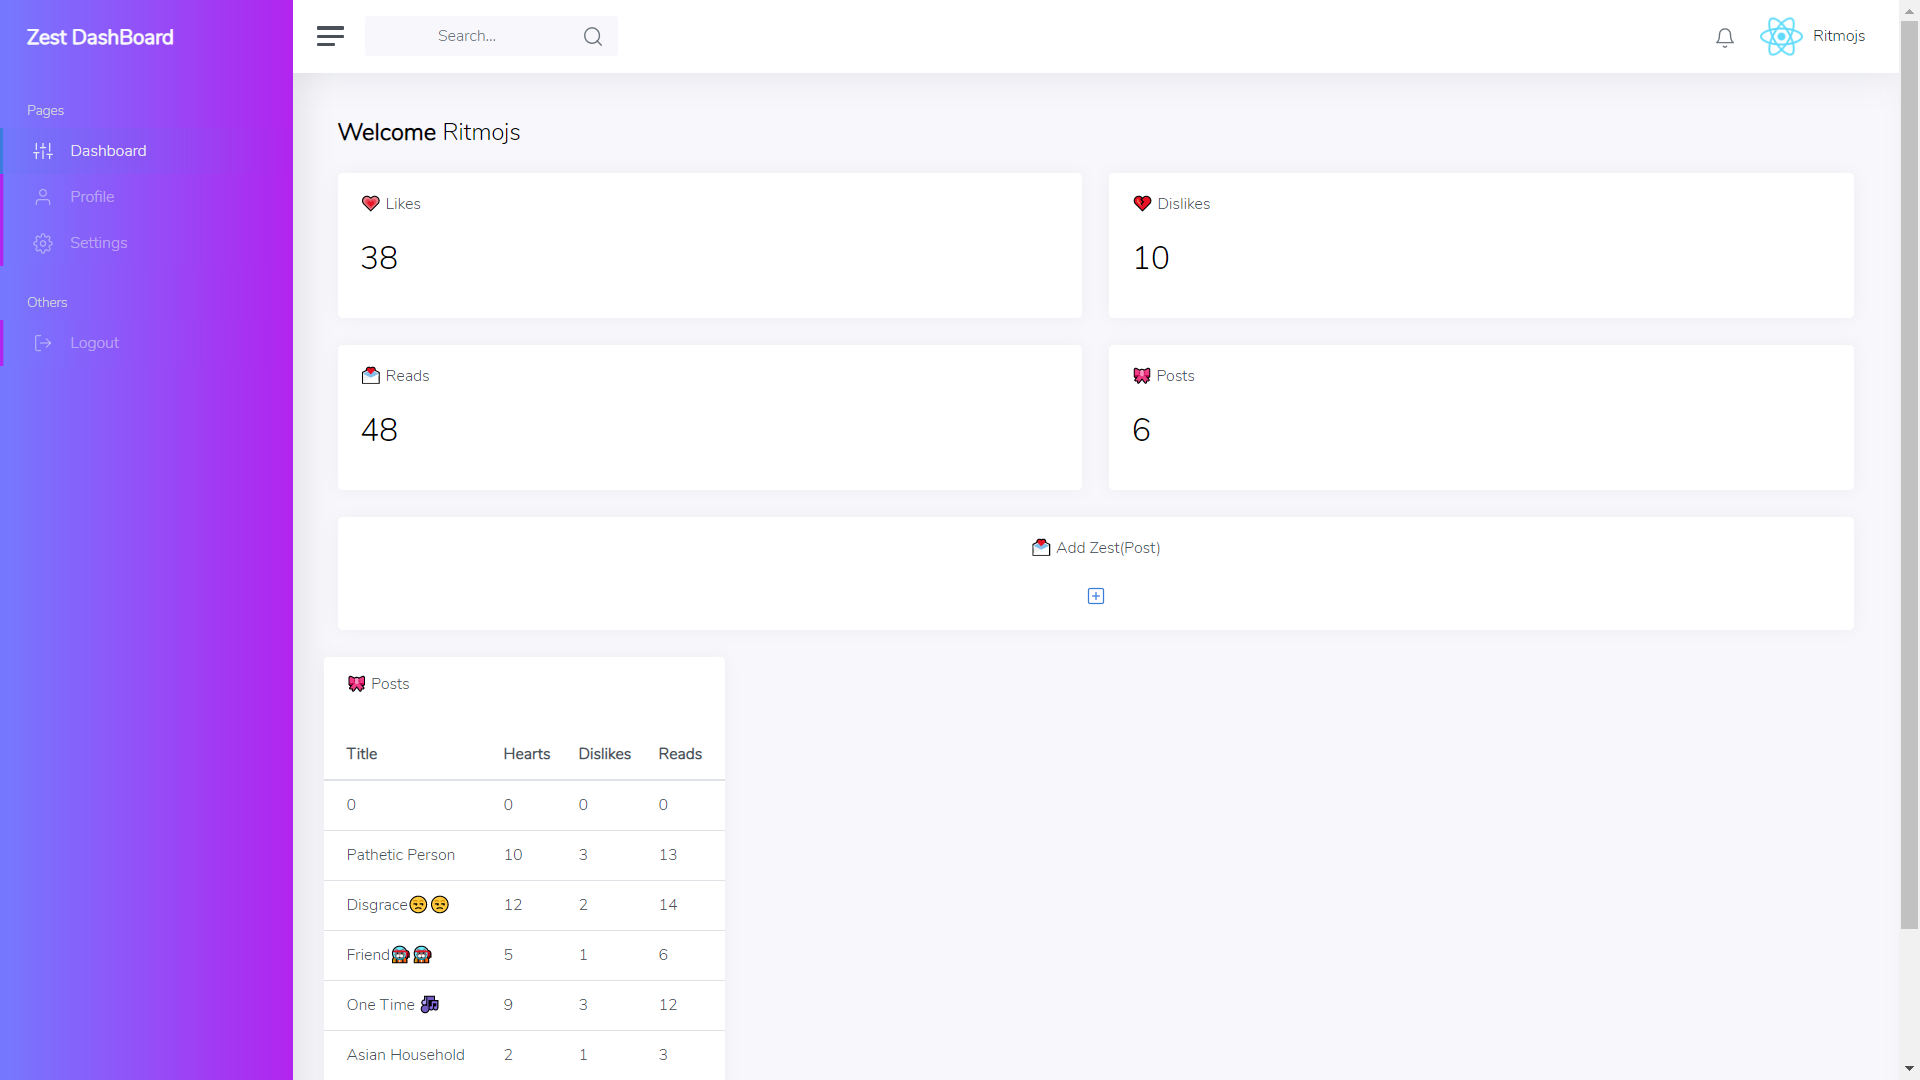 Zest DashBoard
Search...
Ritmojs
Pages
Dashboard
Profile
Settings
Others
Logout
Welcome Ritmojs
Likes
38
Dislikes
10
Reads
48
Posts
6
Add Zest(Post)
Posts
Title Hearts Dislikes Reads
0 0 0 0
Pathetic Person 10 3 13
Disgrace😒😒 12 2 14
Friend 5 1 6
One Time 9 3 12
Asian Household 2 1 3